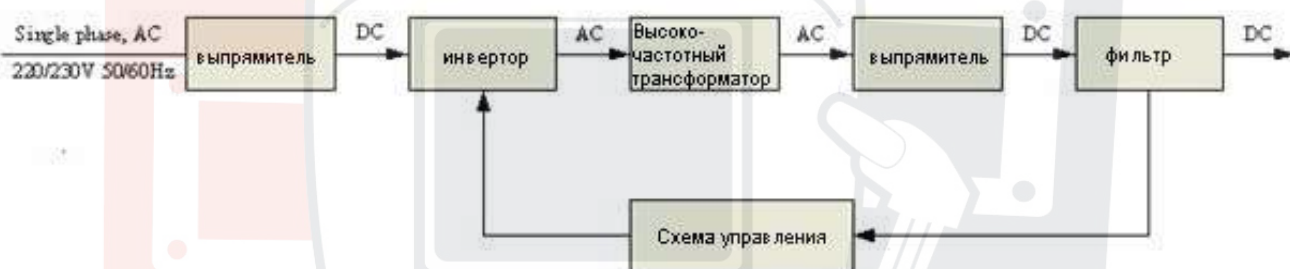 Single phase, AC
220/230V 50/60Hz
выпрямитель
DC
инвертор
AC
Высоко-
частотный
трансформатор
AC
выпрямитель
DC
фильтр
DC
Схема управления